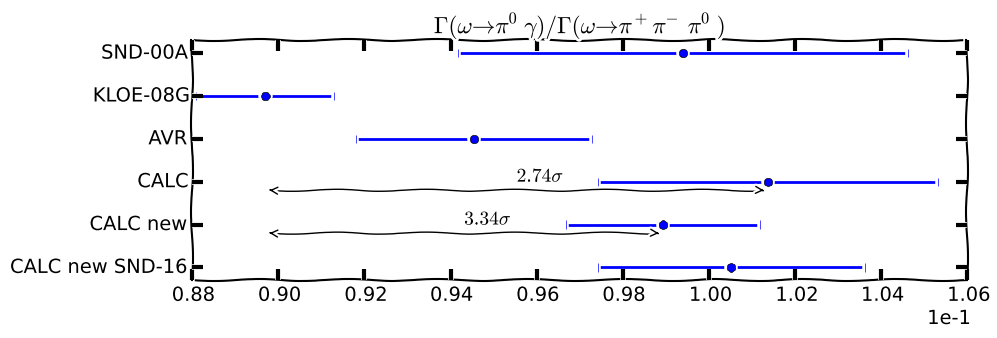 Γ(ω→π⁰ γ)/Γ(ω→π⁺ π⁻ π⁰ )
SND-00A
KLOE-08G
AVR
CALC
2.74σ
CALC new
3.34σ
CALC new SND-16
0.88 0.90 0.92 0.94 0.96 0.98 1.00 1.02 1.04 1.06
1e-1